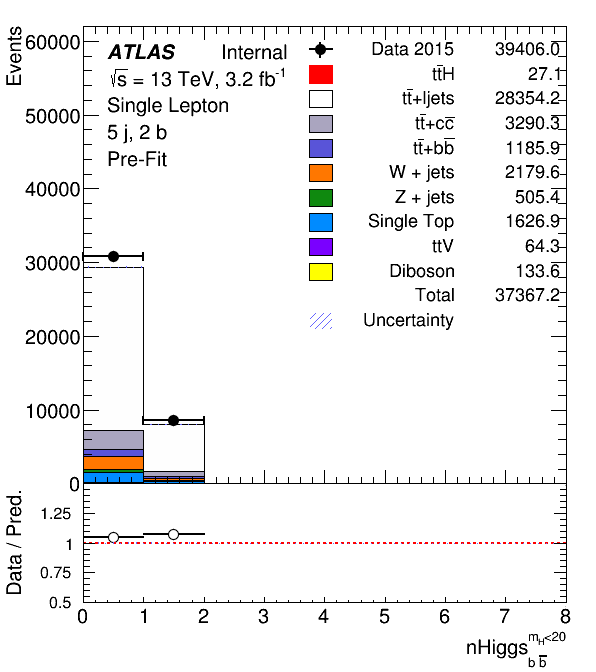 Events
60000
50000
40000
30000
20000
10000
0
ATLAS Internal
√s = 13 TeV, 3.2 fb⁻¹
Single Lepton
5 j, 2 b
Pre-Fit
Data 2015 39406.0
tt̄H 27.1
tt̄+ljets 28354.2
tt̄+cc̄ 3290.3
tt̄+bb̄ 1185.9
W + jets 2179.6
Z + jets 505.4
Single Top 1626.9
ttV 64.3
Diboson 133.6
Total 37367.2
Uncertainty
Data / Pred.
1.25
1
0.75
0.5
0 1 2 3 4 5 6 7 8
nHiggs m_H<20 b b̄